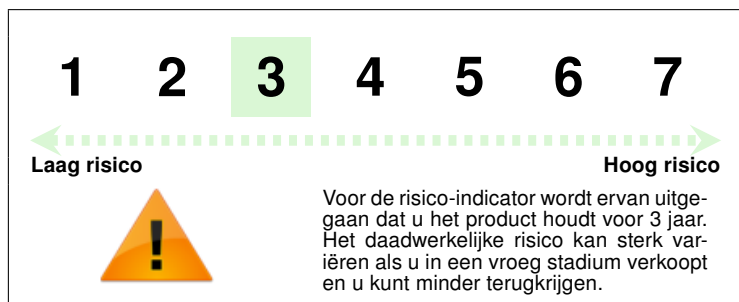 1 2 3 4 5 6 7
Laag risico Hoog risico
!
Voor de risico-indicator wordt ervan uitge-
gaan dat u het product houdt voor 3 jaar.
Het daadwerkelijke risico kan sterk var-
iëren als u in een vroeg stadium verkoopt
en u kunt minder terugkrijgen.